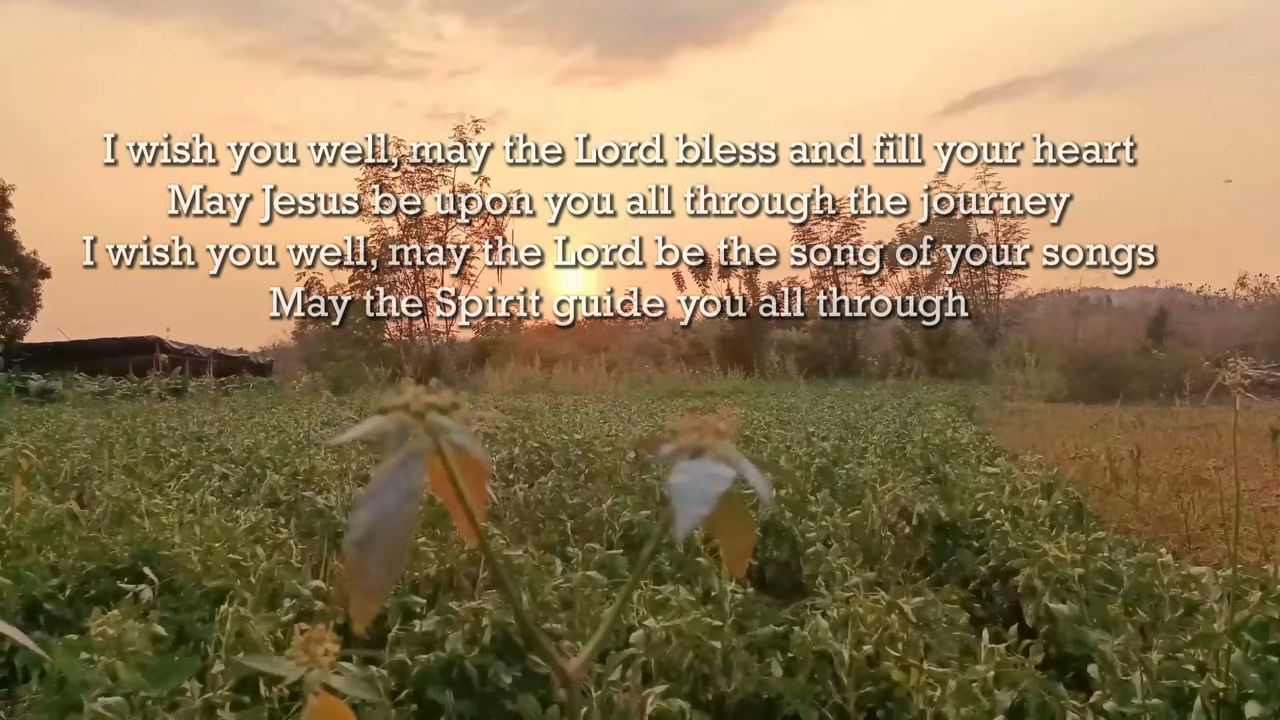 I wish you well, may the Lord bless and fill your heart
May Jesus be upon you all through the journey
I wish you well, may the Lord be the song of your songs
May the Spirit guide you all through